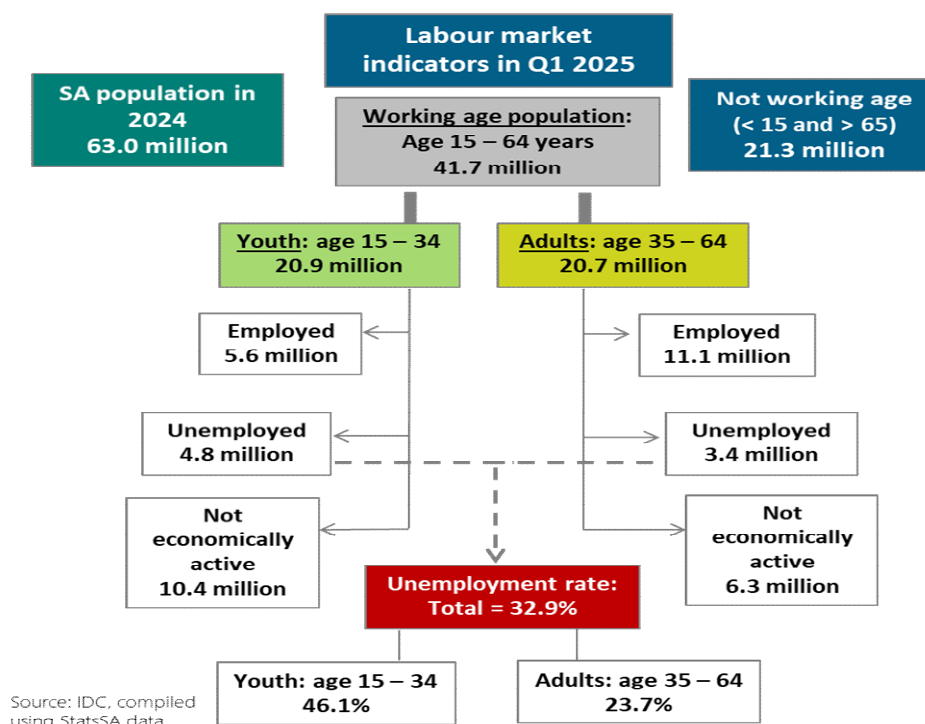 Labour market
indicators in Q1 2025
SA population in
2024
63.0 million
Working age population:
Age 15 – 64 years
41.7 million
Not working age
(< 15 and > 65)
21.3 million
Youth: age 15 – 34
20.9 million
Adults: age 35 – 64
20.7 million
Employed
5.6 million
Employed
11.1 million
Unemployed
4.8 million
Unemployed
3.4 million
Not
economically
active
10.4 million
Not
economically
active
6.3 million
Unemployment rate:
Total = 32.9%
Youth: age 15 – 34
46.1%
Adults: age 35 – 64
23.7%
Source: IDC, compiled
using StatsSA data